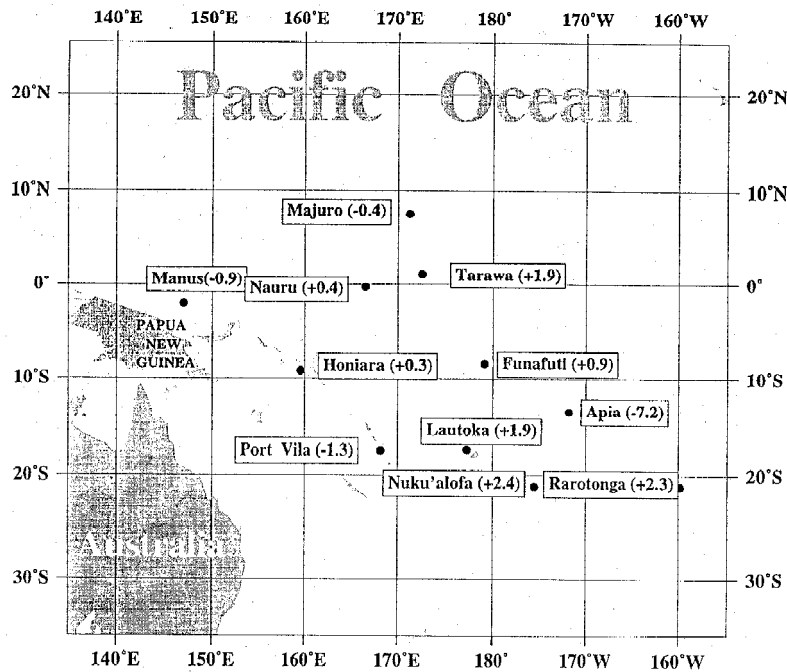 140°E 150°E 160°E 170°E 180° 170°W 160°W
Pacific Ocean
20°N 20°N
10°N 10°N
Majuro (-0.4)
Tarawa (+1.9)
Manus(-0.9)
Nauru (+0.4)
0° 0°
PAPUA
NEW
GUINEA
Honiara (+0.3)
Funafuti (+0.9)
10°S 10°S
Apia (-7.2)
Lautoka (+1.9)
Port Vila (-1.3)
20°S 20°S
Nuku'alofa (+2.4)
Rarotonga (+2.3)
Australia
30°S 30°S
140°E 150°E 160°E 170°E 180° 170°W 160°W